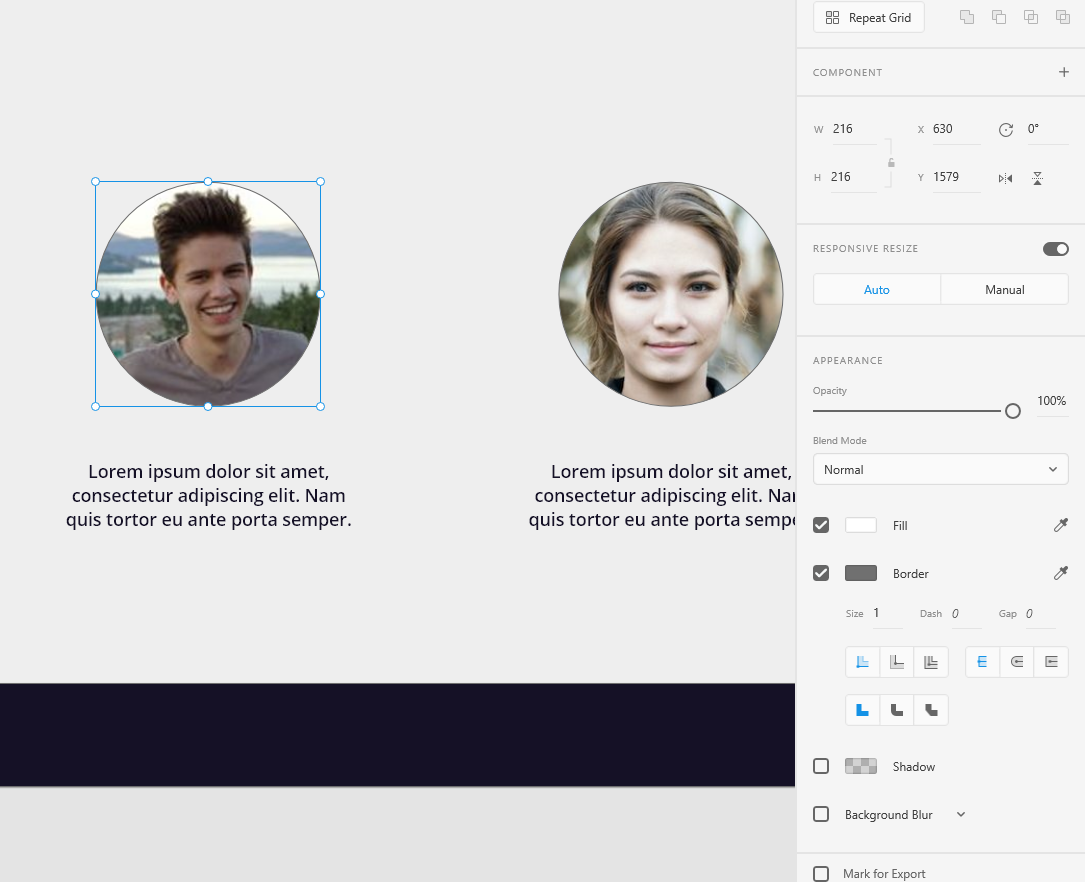 Repeat Grid
COMPONENT
W 216 X 630 0°
H 216 Y 1579
RESPONSIVE RESIZE
Auto Manual
APPEARANCE
Opacity
100%
Blend Mode
Normal
Fill
Border
Size 1 Dash 0 Gap 0
Shadow
Background Blur
Mark for Export
Lorem ipsum dolor sit amet,
consectetur adipiscing elit. Nam
quis tortor eu ante porta semper.
Lorem ipsum dolor sit amet,
consectetur adipiscing elit. Nam
quis tortor eu ante porta sempe